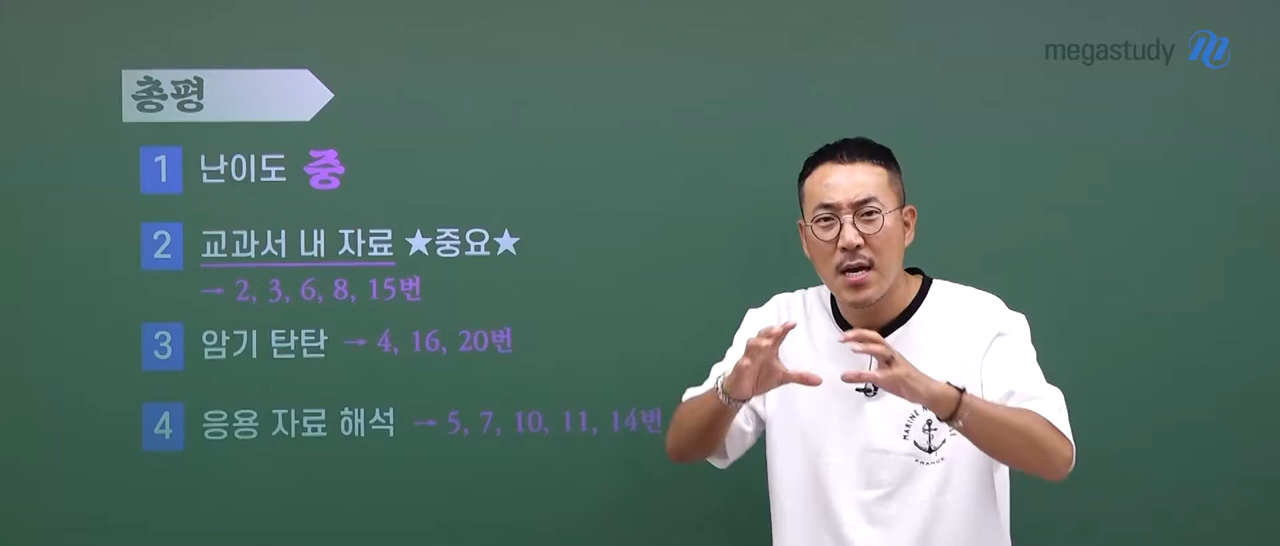 megastudy
총평
1 난이도 중
2 교과서 내 자료 ★중요★
→ 2, 3, 6, 8, 15번
3 암기 탄탄 → 4, 16, 20번
4 응용 자료 해석 → 5, 7, 10, 11, 14번
MARINE
FRANCE